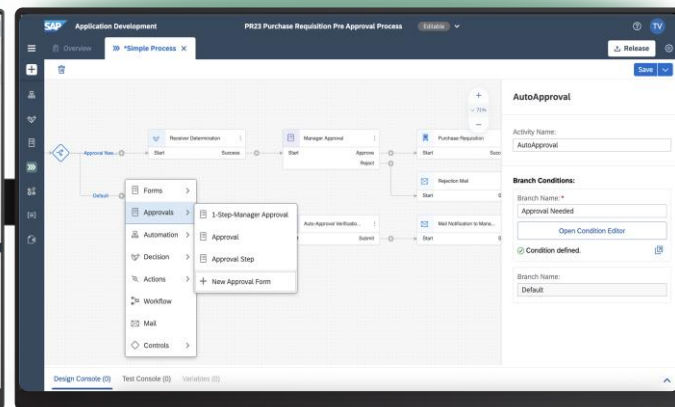 SAP Application Development
PR23 Purchase Requisition Pre Approval Process
Editable
TV
Overview
*Simple Process
Release
Save
71%
Receiver Determination
Start Success
Manager Approval
Start Approve
Reject
Purchase Requisition
Start
Approval Nee...
Default
Rejection Mail
Start
Auto-Approval Verificatio...
Submit
Mail Notification to Mana...
Start
Forms
Approvals
Automation
Decision
Actions
Workflow
Mail
Controls
1-Step-Manager Approval
Approval
Approval Step
New Approval Form
AutoApproval
Activity Name:
AutoApproval
Branch Conditions:
Branch Name: *
Approval Needed
Open Condition Editor
Condition defined.
Branch Name:
Default
Design Console (0) Test Console (0) Variables (0)